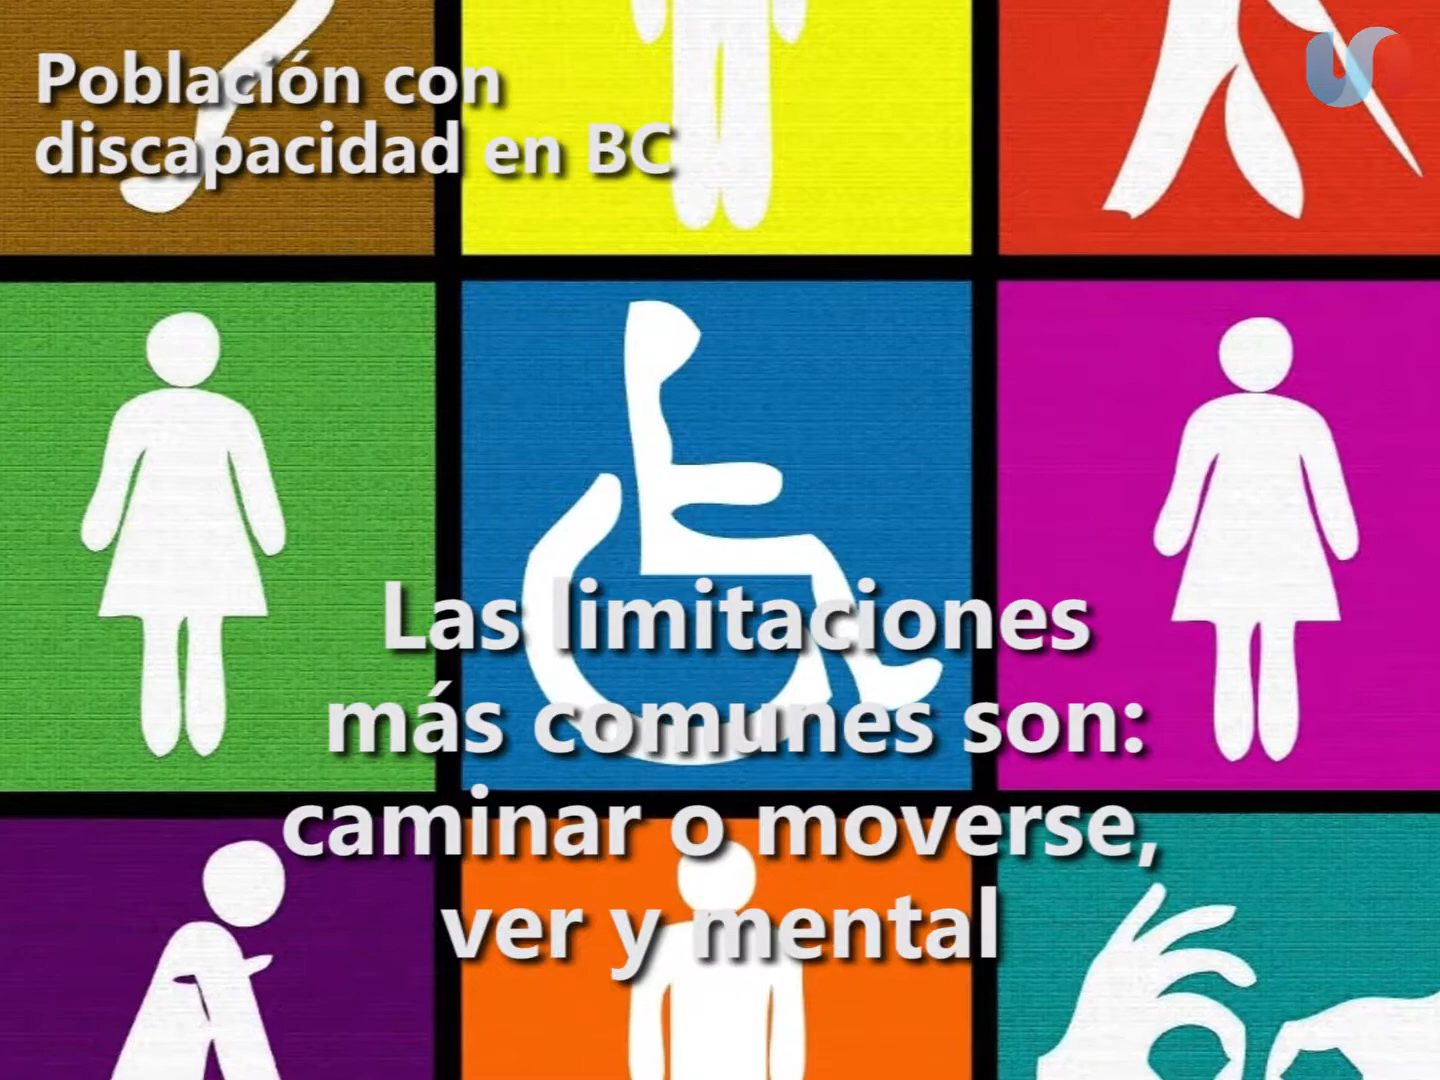 Población con
discapacidad en BC
Las limitaciones
más comunes son:
caminar o moverse,
ver y mental